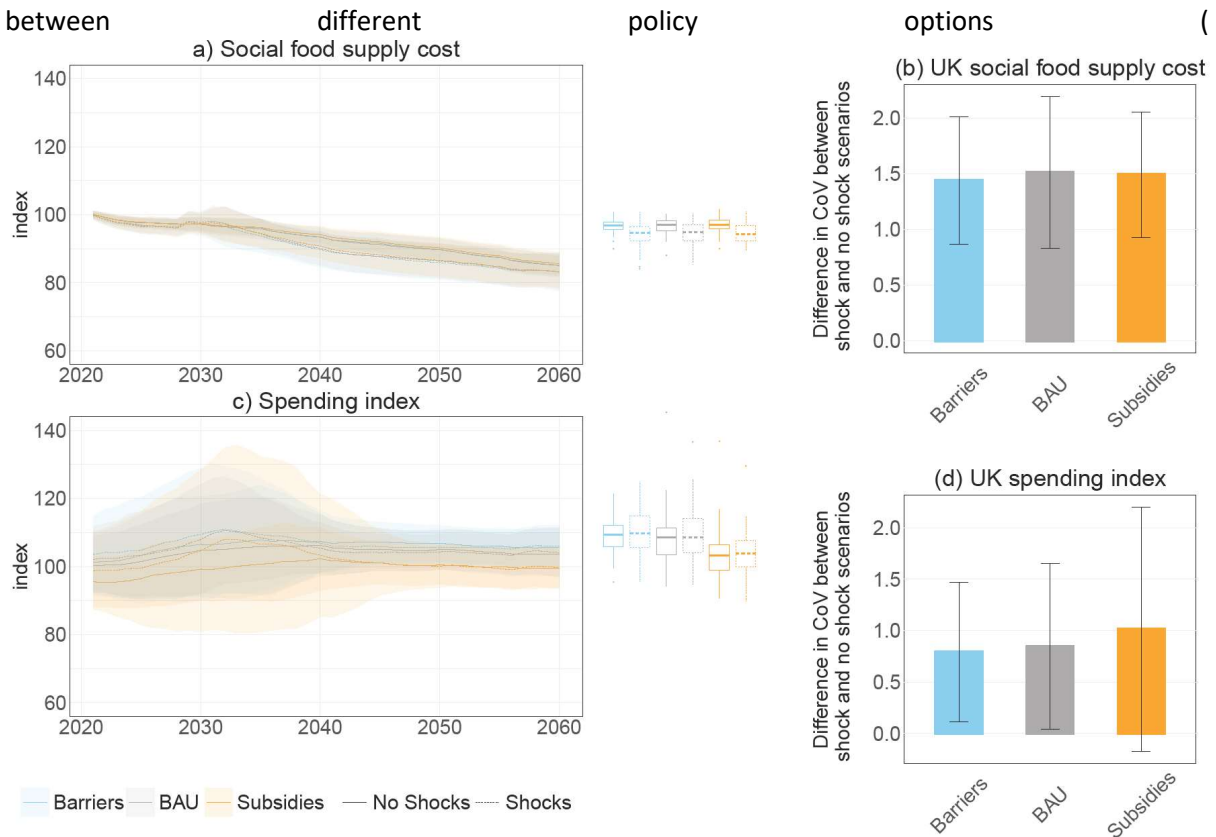 between different policy options (
a) Social food supply cost
140
120
100
80
60
index
2020 2030 2040 2050 2060
(b) UK social food supply cost
Difference in CoV between
shock and no shock scenarios
2.0
1.5
1.0
0.5
0.0
Barriers BAU Subsidies
c) Spending index
140
120
100
80
60
index
2020 2030 2040 2050 2060
(d) UK spending index
Difference in CoV between
shock and no shock scenarios
2.0
1.5
1.0
0.5
0.0
Barriers BAU Subsidies
Barriers BAU Subsidies No Shocks Shocks